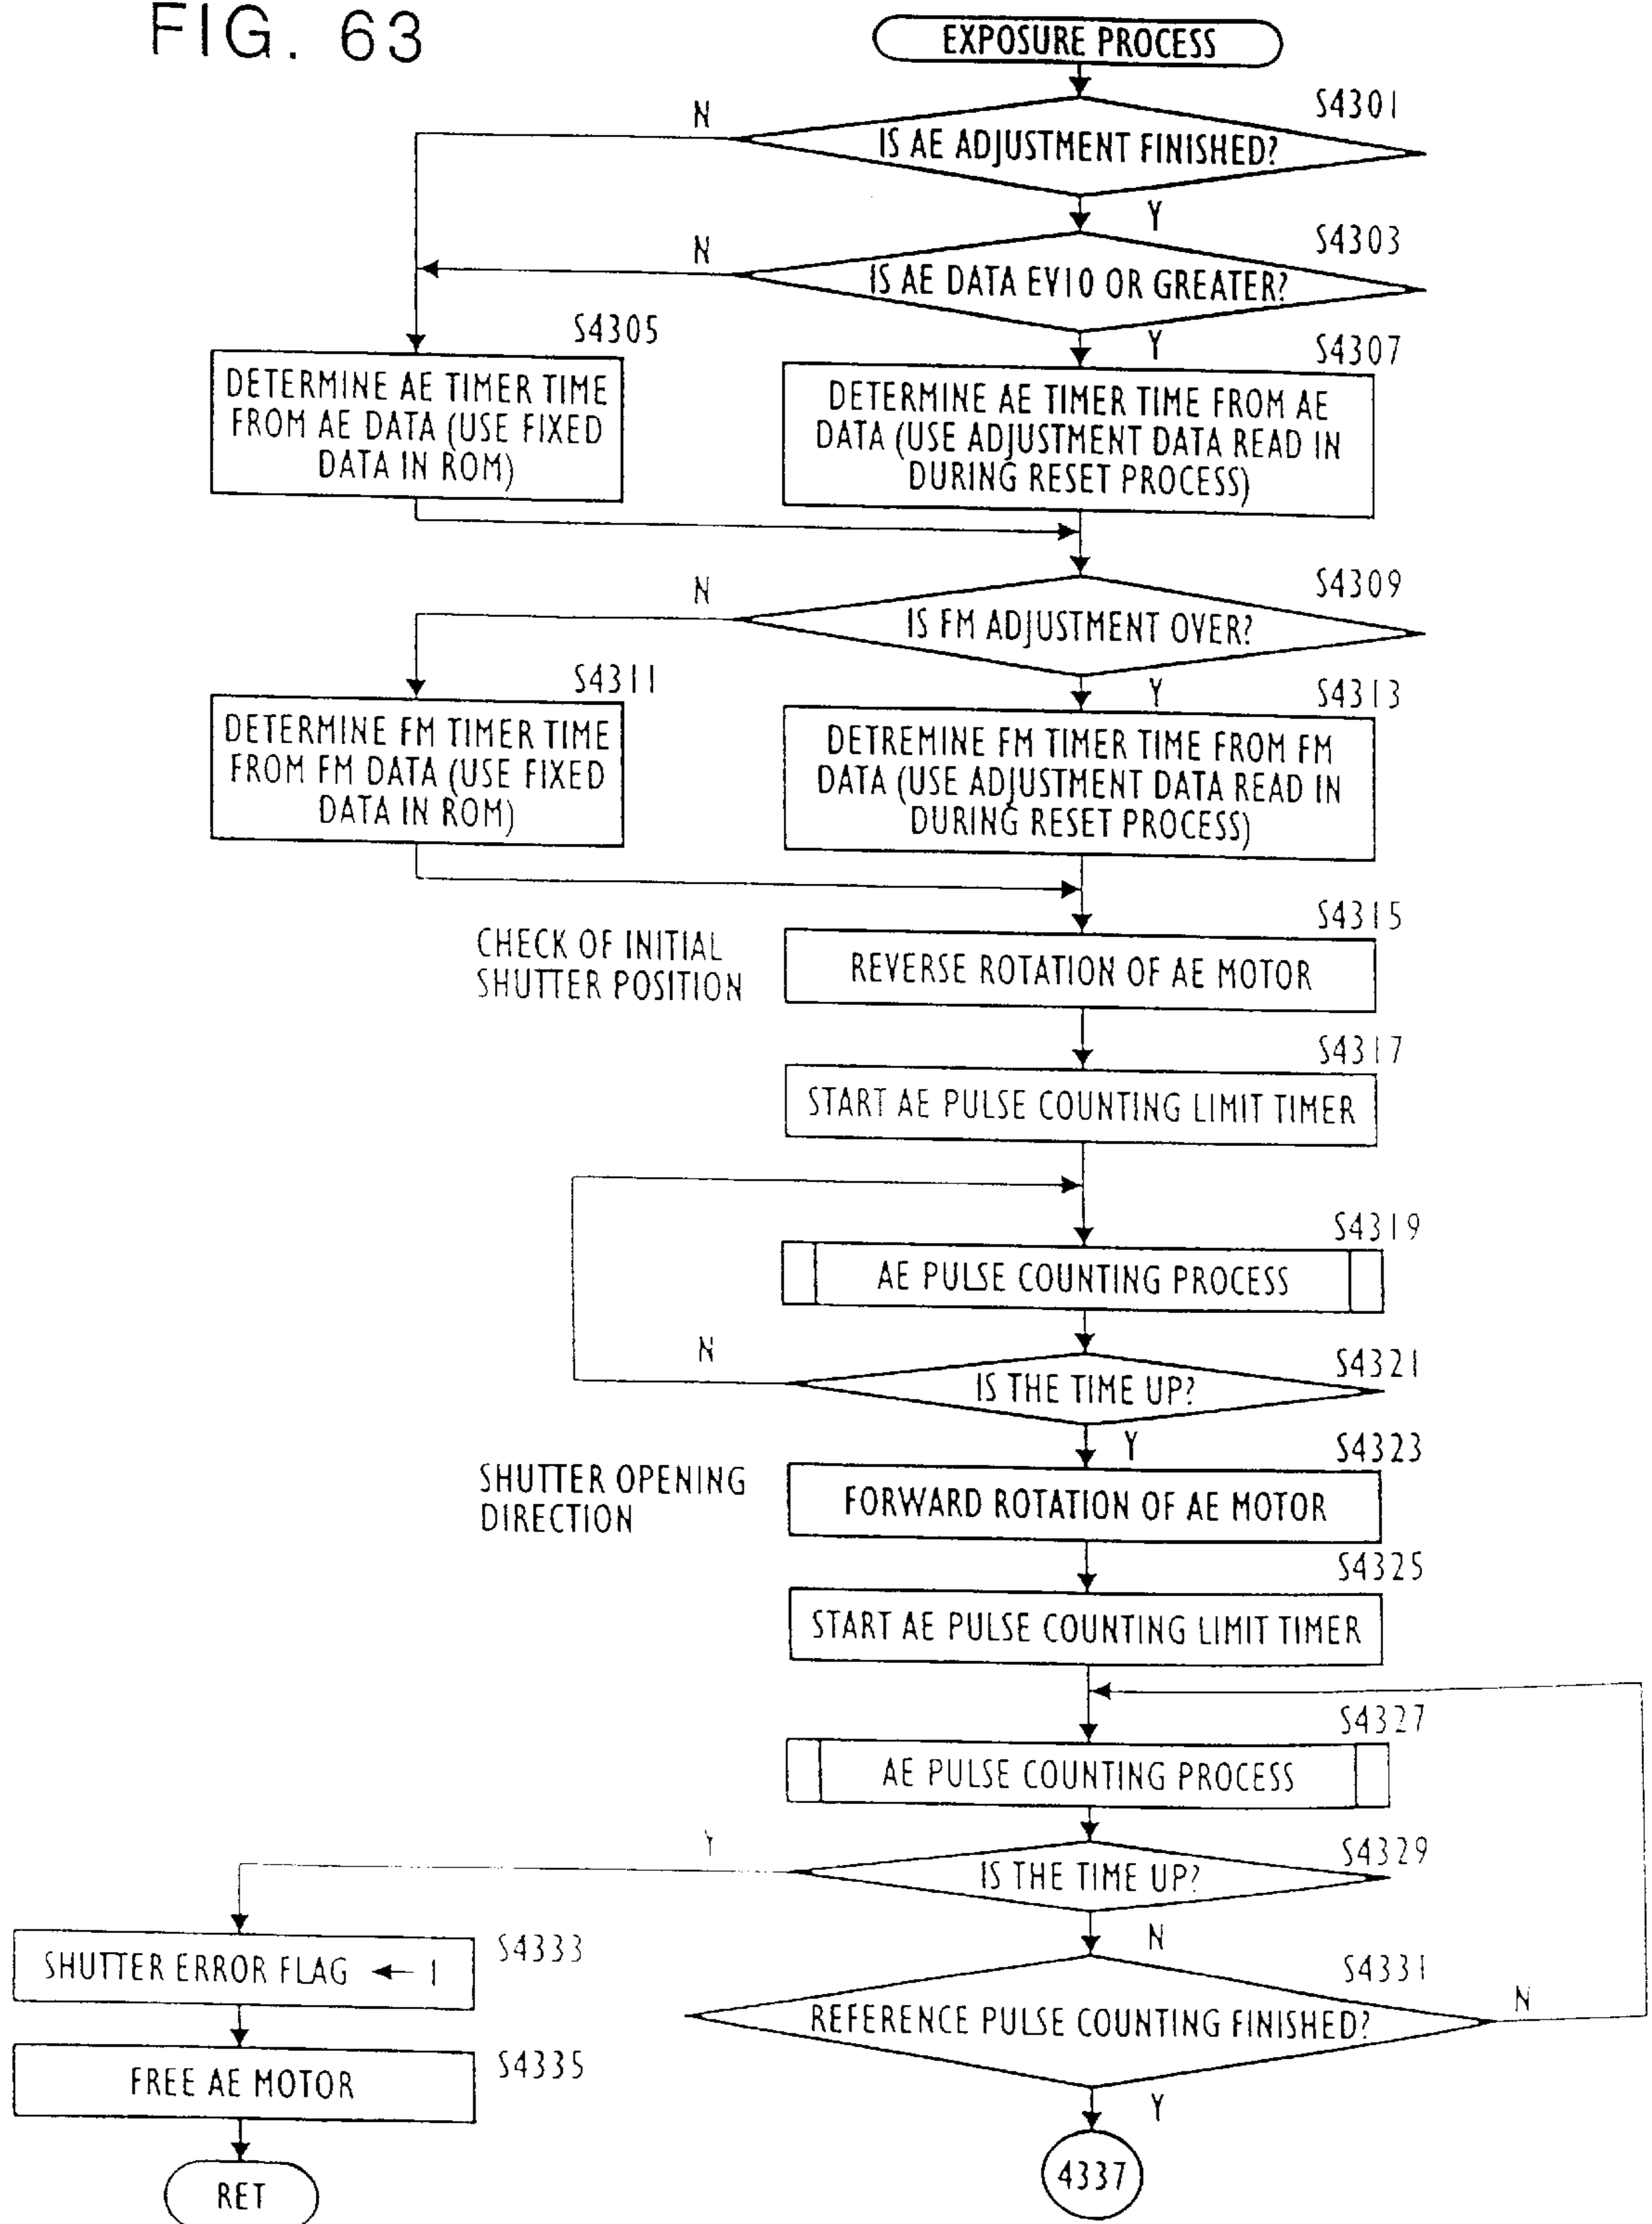 FIG. 63
EXPOSURE PROCESS
S4301
N
IS AE ADJUSTMENT FINISHED?
Y
S4303
N
IS AE DATA EV10 OR GREATER?
Y
S4305
DETERMINE AE TIMER TIME
FROM AE DATA (USE FIXED
DATA IN ROM)
S4307
DETERMINE AE TIMER TIME FROM AE
DATA (USE ADJUSTMENT DATA READ IN
DURING RESET PROCESS)
S4309
N
IS FM ADJUSTMENT OVER?
Y
S4311
DETERMINE FM TIMER TIME
FROM FM DATA (USE FIXED
DATA IN ROM)
S4313
DETREMINE FM TIMER TIME FROM FM
DATA (USE ADJUSTMENT DATA READ IN
DURING RESET PROCESS)
CHECK OF INITIAL
SHUTTER POSITION
S4315
REVERSE ROTATION OF AE MOTOR
S4317
START AE PULSE COUNTING LIMIT TIMER
S4319
AE PULSE COUNTING PROCESS
N
S4321
IS THE TIME UP?
Y
SHUTTER OPENING
DIRECTION
S4323
FORWARD ROTATION OF AE MOTOR
S4325
START AE PULSE COUNTING LIMIT TIMER
S4327
AE PULSE COUNTING PROCESS
Y
S4329
IS THE TIME UP?
N
S4333
SHUTTER ERROR FLAG ← 1
S4331
REFERENCE PULSE COUNTING FINISHED?
N
S4335
FREE AE MOTOR
Y
RET
4337